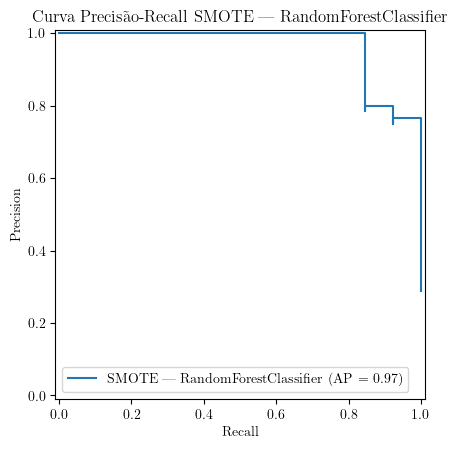 Curva Precisão-Recall SMOTE — RandomForestClassifier
1.0
0.8
0.6
0.4
0.2
0.0
Precision
SMOTE — RandomForestClassifier (AP = 0.97)
0.0 0.2 0.4 0.6 0.8 1.0
Recall